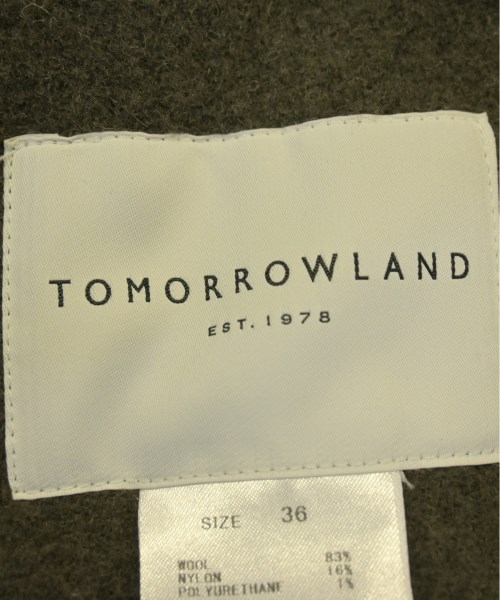 TOMORROWLAND
EST. 1978
SIZE 36
WOOL 83%
NYLON 16%
POLYURETHANE 1%